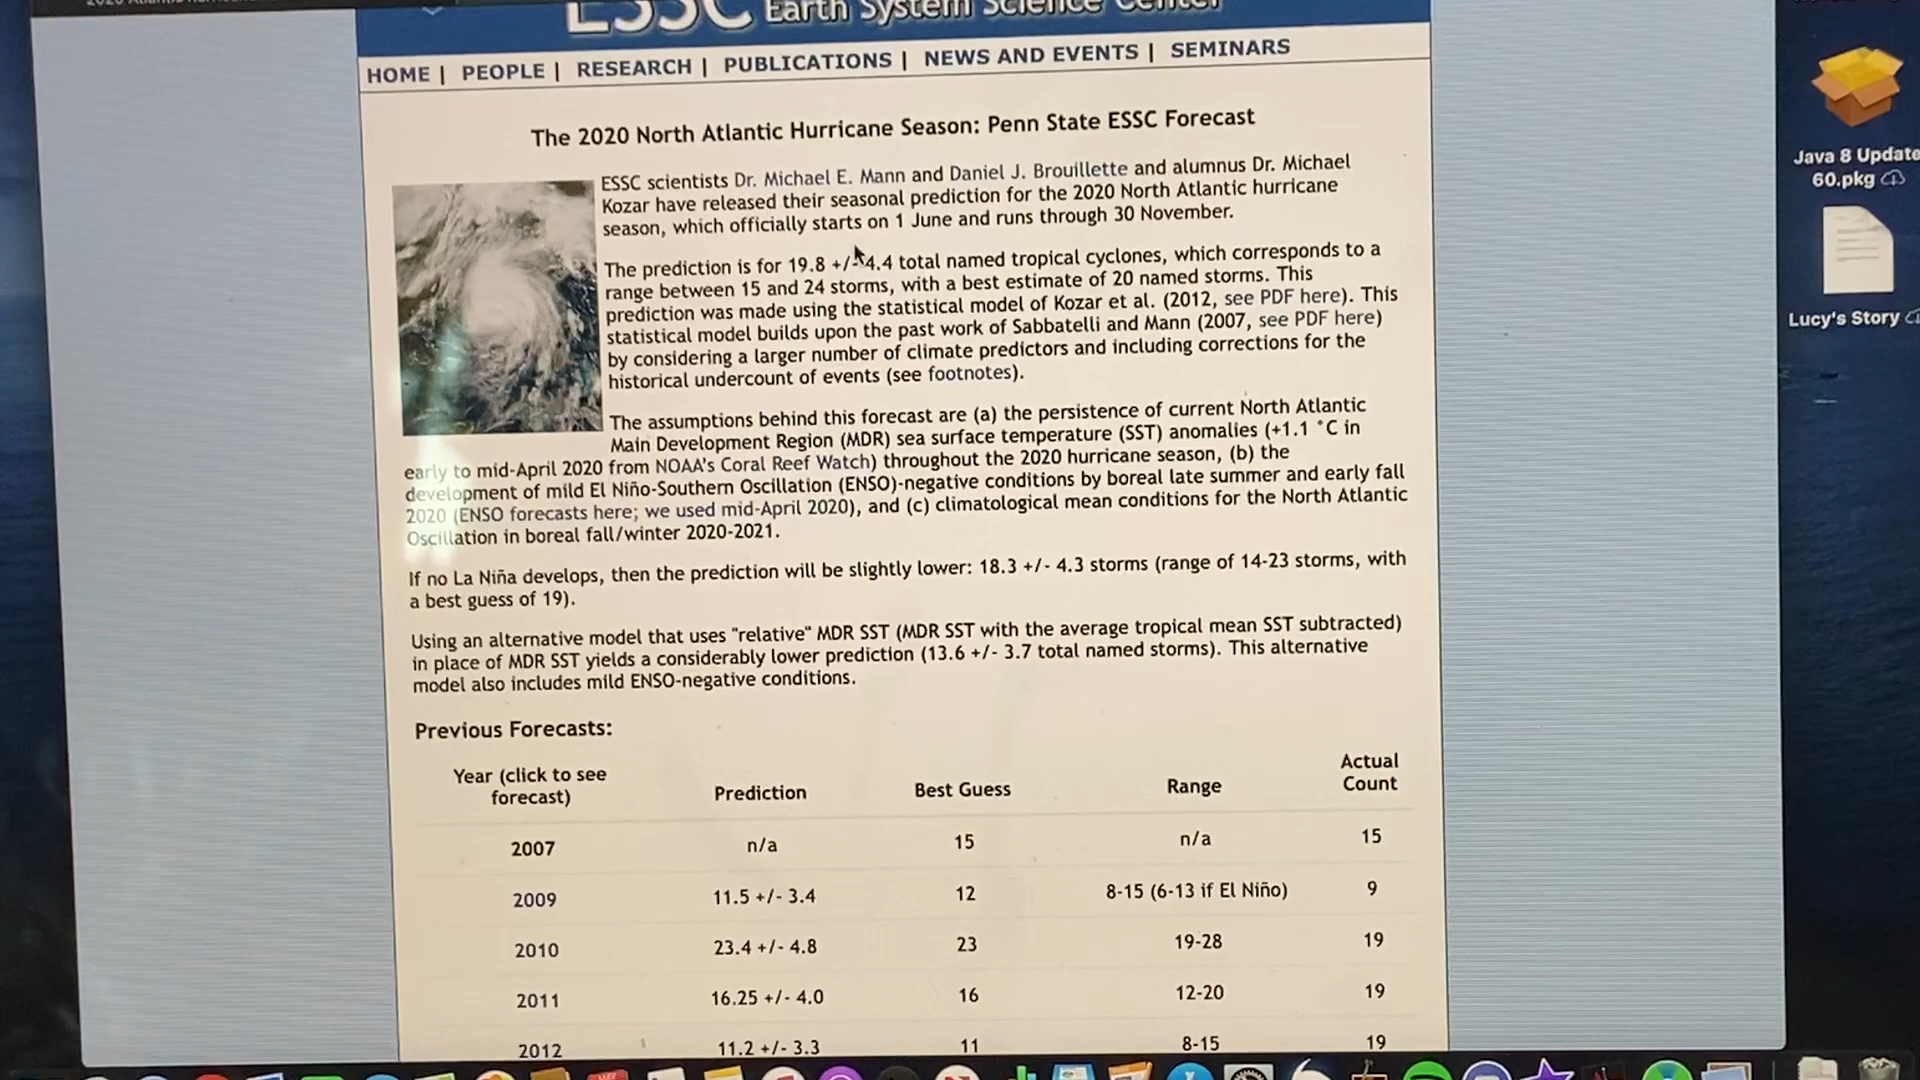 ESSC Earth System Science Center
HOME | PEOPLE | RESEARCH | PUBLICATIONS | NEWS AND EVENTS | SEMINARS
The 2020 North Atlantic Hurricane Season: Penn State ESSC Forecast
ESSC scientists Dr. Michael E. Mann and Daniel J. Brouillette and alumnus Dr. Michael
Kozar have released their seasonal prediction for the 2020 North Atlantic hurricane
season, which officially starts on 1 June and runs through 30 November.
The prediction is for 19.8 +/- 4.4 total named tropical cyclones, which corresponds to a
range between 15 and 24 storms, with a best estimate of 20 named storms. This
prediction was made using the statistical model of Kozar et al. (2012, see PDF here). This
statistical model builds upon the past work of Sabbatelli and Mann (2007, see PDF here)
by considering a larger number of climate predictors and including corrections for the
historical undercount of events (see footnotes).
The assumptions behind this forecast are (a) the persistence of current North Atlantic
Main Development Region (MDR) sea surface temperature (SST) anomalies (+1.1 °C in
early to mid-April 2020 from NOAA's Coral Reef Watch) throughout the 2020 hurricane season, (b) the
development of mild El Niño-Southern Oscillation (ENSO)-negative conditions by boreal late summer and early fall
2020 (ENSO forecasts here; we used mid-April 2020), and (c) climatological mean conditions for the North Atlantic
Oscillation in boreal fall/winter 2020-2021.
If no La Niña develops, then the prediction will be slightly lower: 18.3 +/- 4.3 storms (range of 14-23 storms, with
a best guess of 19).
Using an alternative model that uses "relative" MDR SST (MDR SST with the average tropical mean SST subtracted)
in place of MDR SST yields a considerably lower prediction (13.6 +/- 3.7 total named storms). This alternative
model also includes mild ENSO-negative conditions.
Previous Forecasts:
Year (click to see
forecast) Prediction Best Guess Range Actual
Count
2007 n/a 15 n/a 15
2009 11.5 +/- 3.4 12 8-15 (6-13 if El Niño) 9
2010 23.4 +/- 4.8 23 19-28 19
2011 16.25 +/- 4.0 16 12-20 19
2012 11.2 +/- 3.3 11 8-15 19
Java 8 Update
60.pkg
Lucy's Story